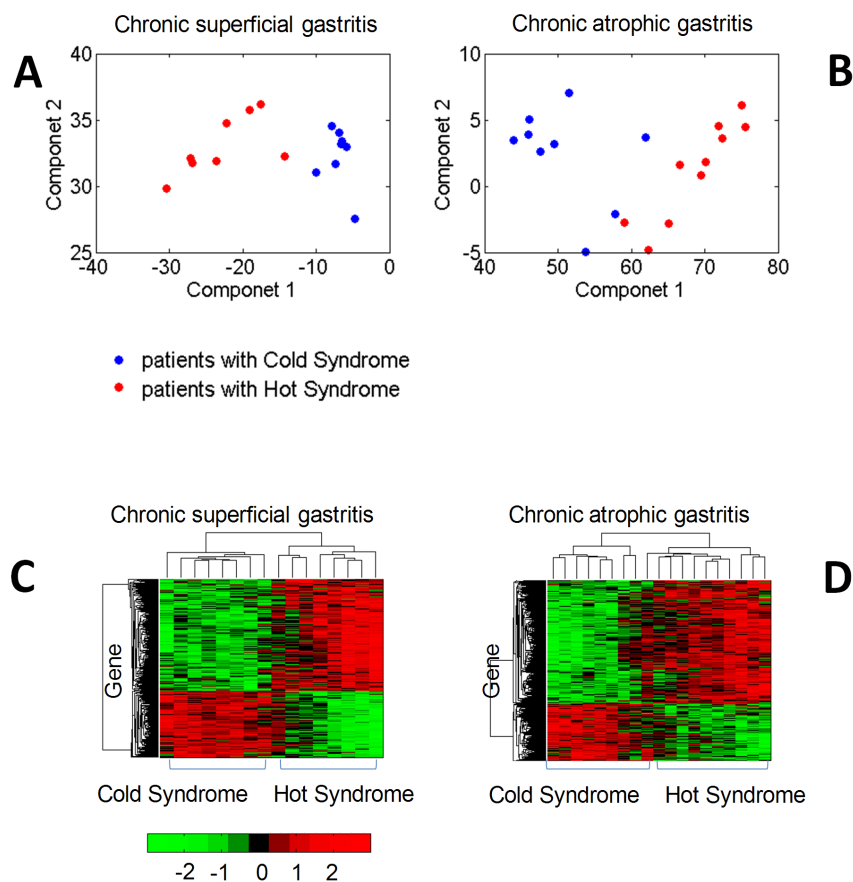 Chronic superficial gastritis
Chronic atrophic gastritis
A
B
40
35
30
25
Componet 2
-40
-30
-20
-10
0
Componet 1
10
5
0
-5
Componet 2
40
50
60
70
80
Componet 1
patients with Cold Syndrome
patients with Hot Syndrome
Chronic superficial gastritis
Chronic atrophic gastritis
C
D
Gene
Gene
Cold Syndrome
Hot Syndrome
Cold Syndrome
Hot Syndrome
-2 -1 0 1 2